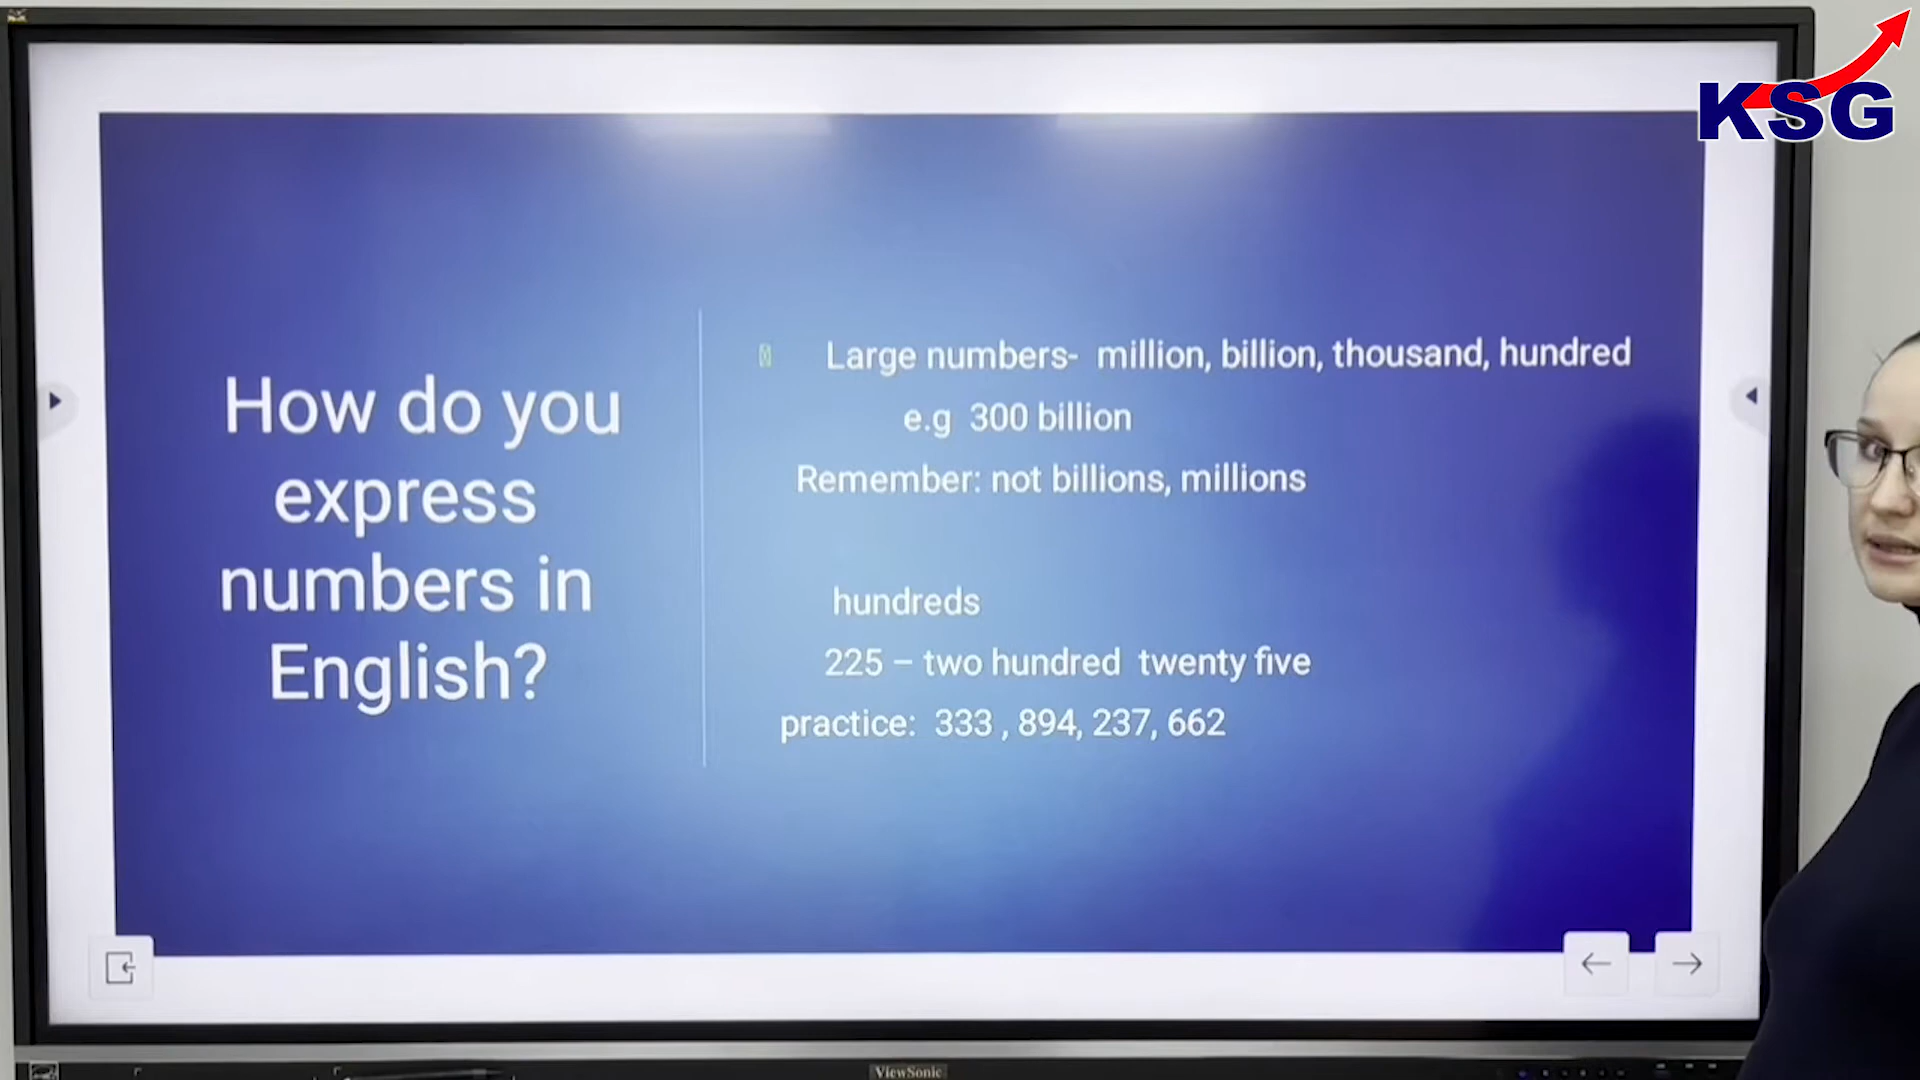 KSG
How do you
express
numbers in
English?
Large numbers- million, billion, thousand, hundred
e.g 300 billion
Remember: not billions, millions
hundreds
225 – two hundred twenty five
practice: 333 , 894, 237, 662
ViewSonic